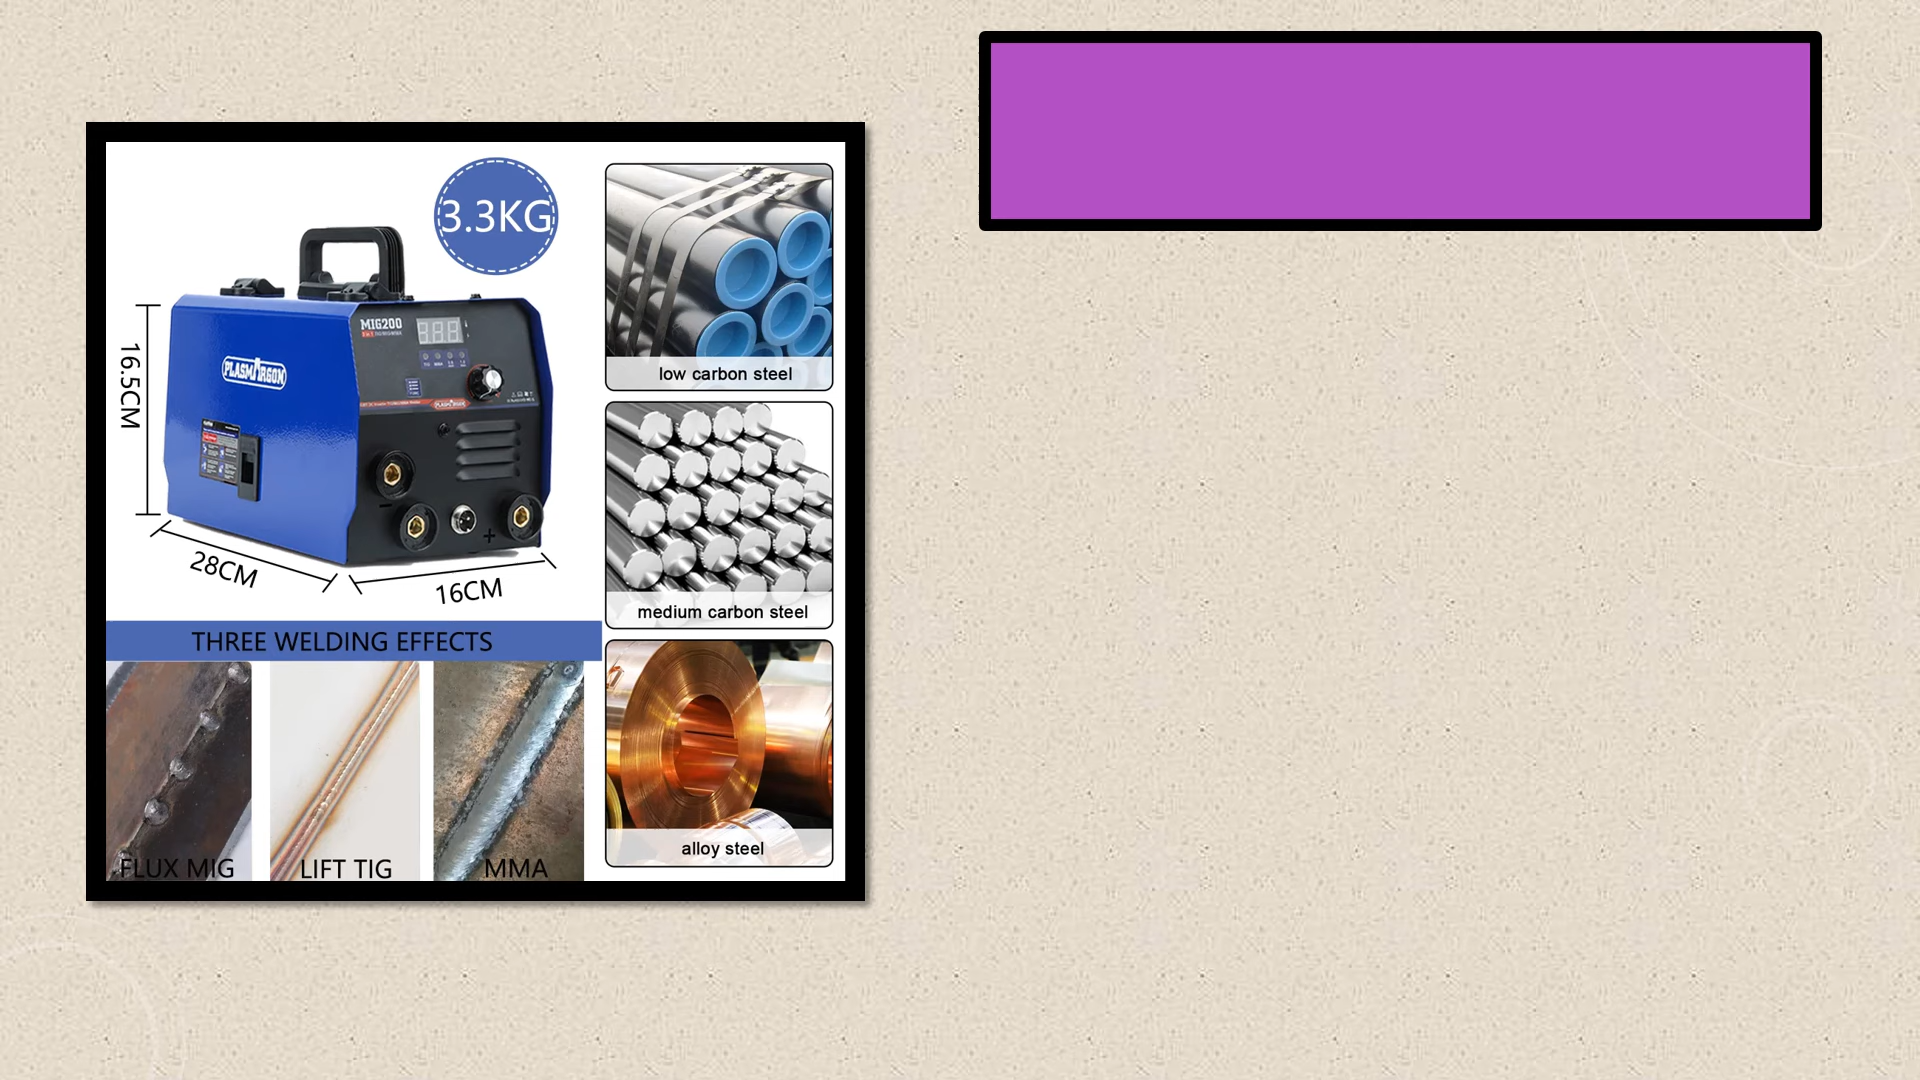 3.3KG
MIG200
PLASMARGON
16.5CM
28CM
16CM
- +
THREE WELDING EFFECTS
FLUX MIG
LIFT TIG
MMA
low carbon steel
medium carbon steel
alloy steel